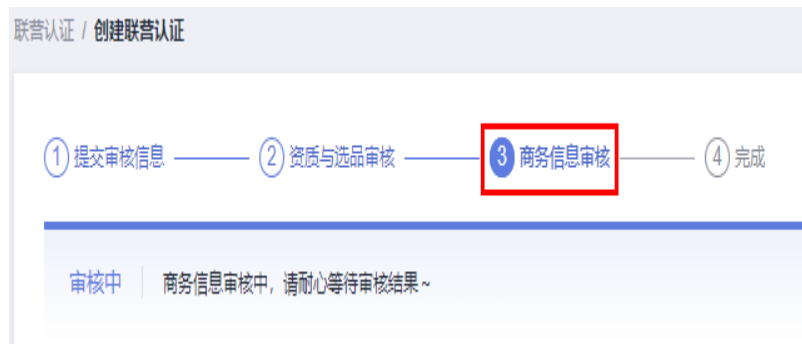 联营认证 / 创建联营认证
1 提交审核信息 2 资质与选品审核 3 商务信息审核 4 完成
审核中 商务信息审核中，请耐心等待审核结果~